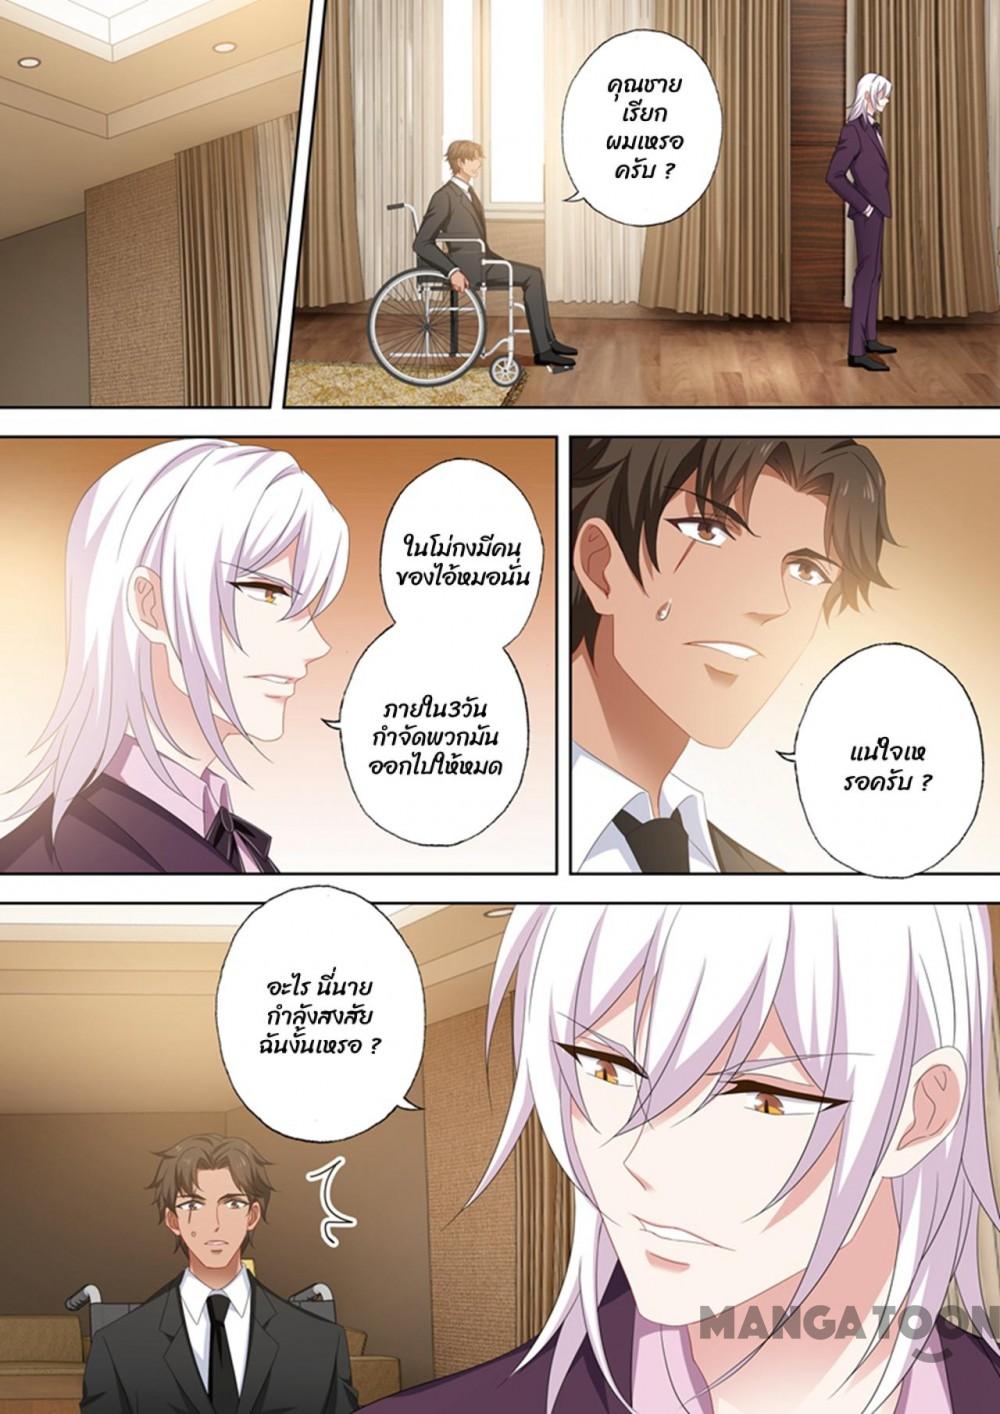 คุณชาย
เรียก
ผมเหรอ
ครับ ?
ในโม่กงมีคน
ของไอ้หมอนั่น
ภายใน3วัน
กำจัดพวกมัน
ออกไปให้หมด
แน่ใจเห
รอครับ ?
อะไร นี่นาย
กำลังสงสัย
ฉันงั้นเหรอ ?
MANGATOON